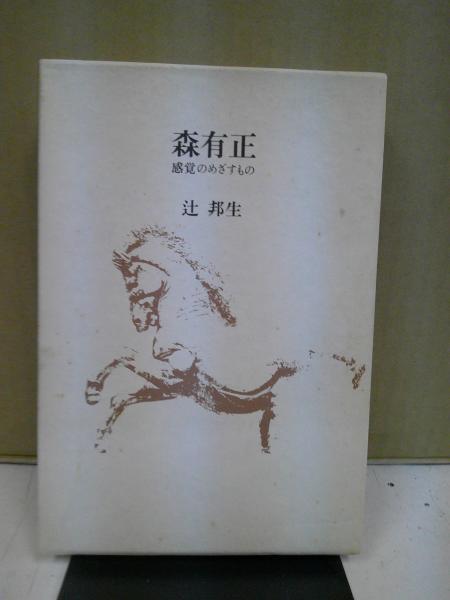 森有正
感覚のめざすもの
辻 邦生